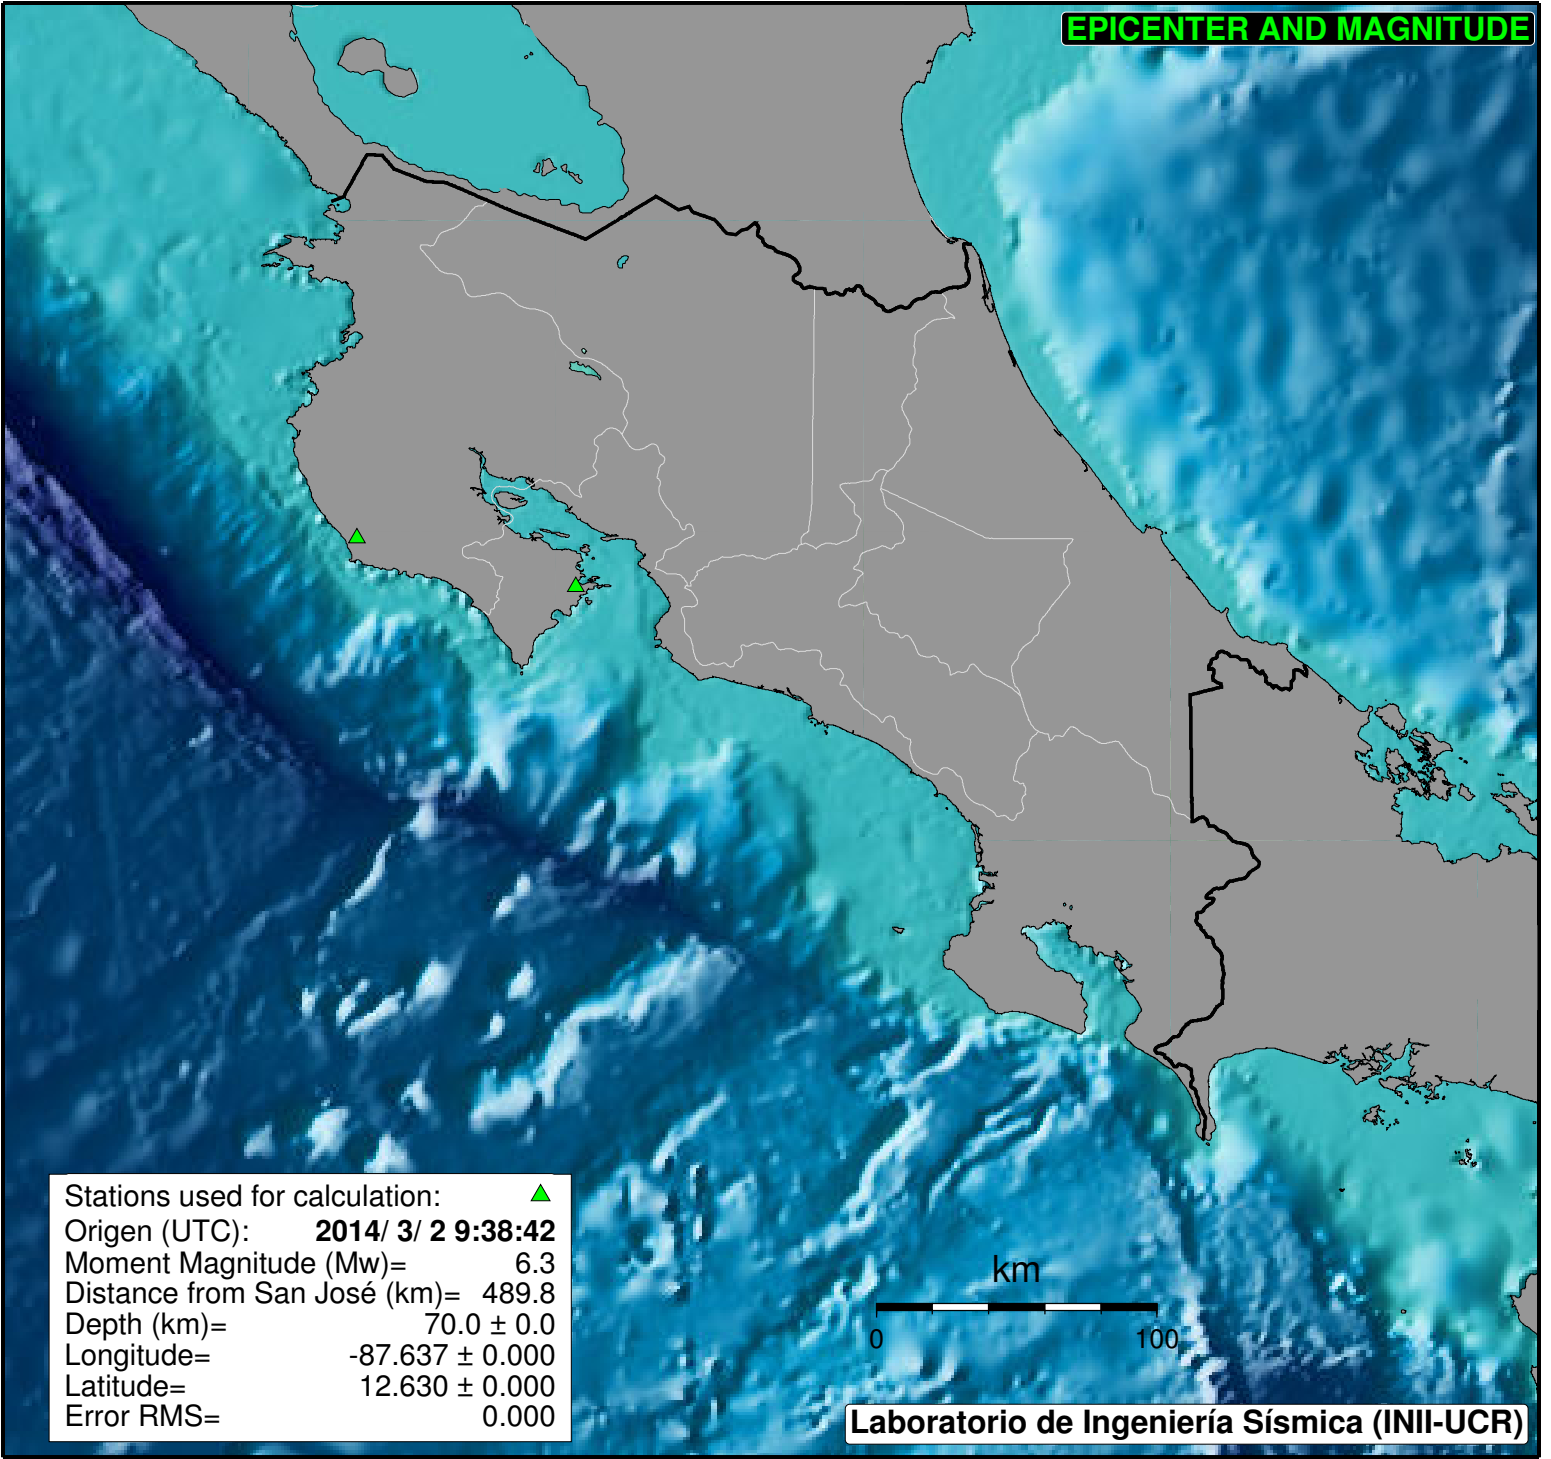 EPICENTER AND MAGNITUDE
Stations used for calculation:
Origen (UTC): 2014/ 3/ 2 9:38:42
Moment Magnitude (Mw)= 6.3
Distance from San José (km)= 489.8
Depth (km)= 70.0 ± 0.0
Longitude= -87.637 ± 0.000
Latitude= 12.630 ± 0.000
Error RMS= 0.000
km
0 100
Laboratorio de Ingeniería Sísmica (INII-UCR)